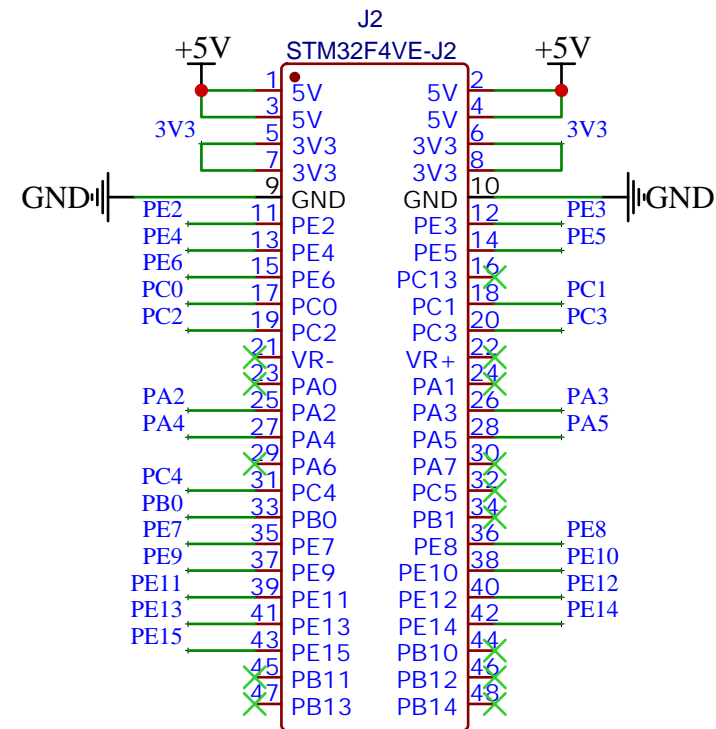 J2
STM32F4VE-J2
+5V +5V
1 5V 5V 2
3 5V 5V 4
3V3 5 3V3 3V3 6 3V3
7 3V3 3V3 8
GND 9 GND GND 10 GND
PE2 11 PE2 PE3 12 PE3
PE4 13 PE4 PE5 14 PE5
PE6 15 PE6 PC13 16
PC0 17 PC0 PC1 18 PC1
PC2 19 PC2 PC3 20 PC3
21 VR- VR+ 22
23 PA0 PA1 24
PA2 25 PA2 PA3 26 PA3
PA4 27 PA4 PA5 28 PA5
29 PA6 PA7 30
PC4 31 PC4 PC5 32
PB0 33 PB0 PB1 34
PE7 35 PE7 PE8 36 PE8
PE9 37 PE9 PE10 38 PE10
PE11 39 PE11 PE12 40 PE12
PE13 41 PE13 PE14 42 PE14
PE15 43 PE15 PB10 44
45 PB11 PB12 46
47 PB13 PB14 48